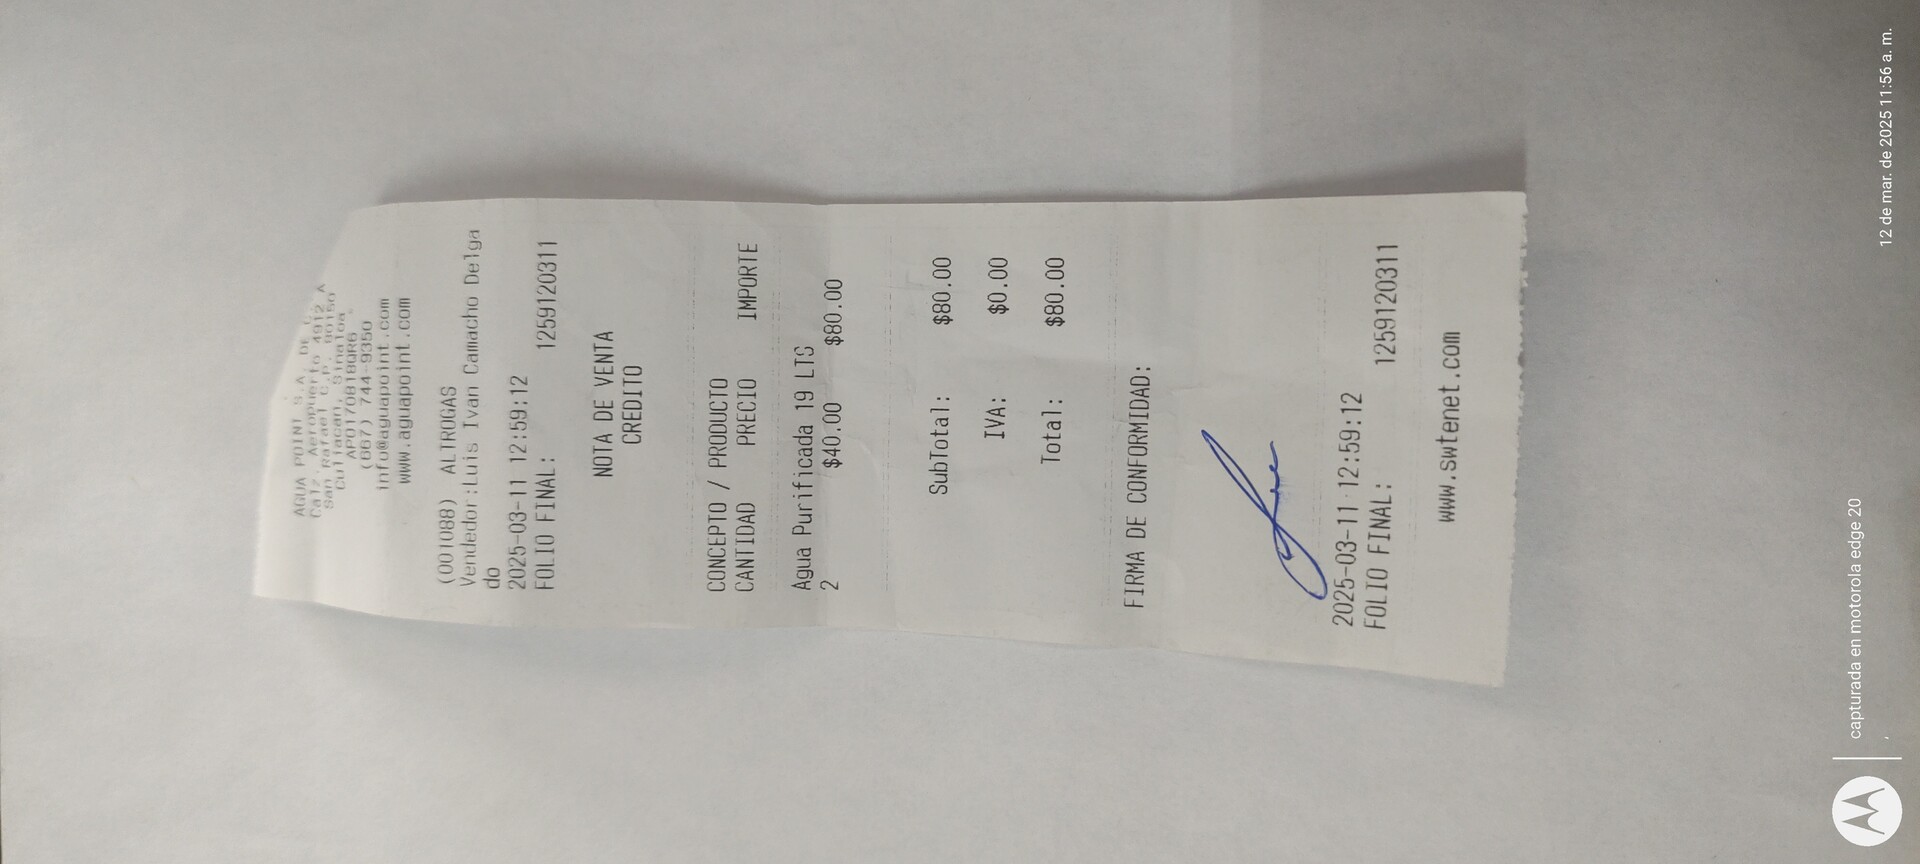 AGUA POINT S.A. DE
Calz. Aeropuerto 4912 A
San Rafael C.P. 80150
Culiacan, Sinaloa
(667) 744-9350
info@aguapoint.com
www.aguapoint.com
(001088) ALTROGAS
Vendedor:Luis Ivan Camacho Delga
do
2025-03-11 12:59:12
FOLIO FINAL: 1259120311
NOTA DE VENTA
CREDITO
CONCEPTO / PRODUCTO
CANTIDAD PRECIO IMPORTE
Agua Purificada 19 LTS
2 $40.00 $80.00
SubTotal: $80.00
IVA: $0.00
Total: $80.00
FIRMA DE CONFORMIDAD:
2025-03-11 12:59:12
FOLIO FINAL: 1259120311
www.swtenet.com
capturada en motorola edge 20
12 de mar. de 2025 11:56 a. m.